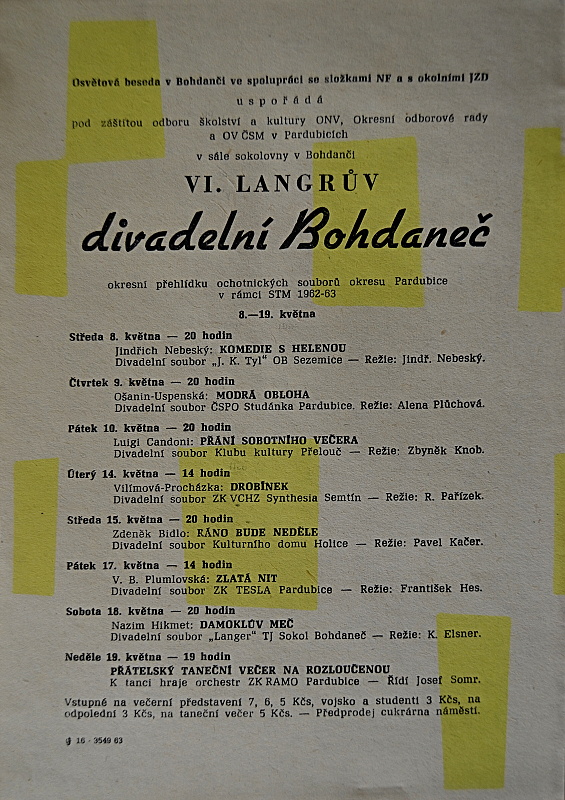 Osvětová beseda v Bohdanči ve spolupráci se složkami NF a s okolními JZD
uspořádá
pod záštitou odboru školství a kultury ONV, Okresní odborové rady
a OV ČSM v Pardubicích
v sále sokolovny v Bohdanči
VI. LANGRŮV
divadelní Bohdaneč
okresní přehlídku ochotnických souborů okresu Pardubice
v rámci STM 1962-63
8.—19. května
Středa 8. května — 20 hodin
Jindřich Nebeský: KOMEDIE S HELENOU
Divadelní soubor „J. K. Tyl" OB Sezemice — Režie: Jindř. Nebeský.
Čtvrtek 9. května — 20 hodin
Ošanin-Uspenská: MODRÁ OBLOHA
Divadelní soubor ČSPO Studánka Pardubice. Režie: Alena Plůchová.
Pátek 10. května — 20 hodin
Luigi Candoni: PŘÁNÍ SOBOTNÍHO VEČERA
Divadelní soubor Klubu kultury Přelouč — Režie: Zbyněk Knob.
Úterý 14. května — 14 hodin
Vilímová-Procházka: DROBÍNEK
Divadelní soubor ZK VCHZ Synthesia Semtín — Režie: R. Pařízek.
Středa 15. května — 20 hodin
Zdeněk Bidlo: RÁNO BUDE NEDĚLE
Divadelní soubor Kulturního domu Holice — Režie: Pavel Kačer.
Pátek 17. května — 14 hodin
V. B. Plumlovská: ZLATÁ NIT
Divadelní soubor ZK TESLA Pardubice — Režie: František Hes.
Sobota 18. května — 20 hodin
Nazim Hikmet: DAMOKLŮV MEČ
Divadelní soubor „Langer" TJ Sokol Bohdaneč — Režie: K. Elsner.
Neděle 19. května — 19 hodin
PŘÁTELSKÝ TANEČNÍ VEČER NA ROZLOUČENOU
K tanci hraje orchestr ZK RAMO Pardubice — Řídí Josef Somr.
Vstupné na večerní představení 7, 6, 5 Kčs, vojsko a studenti 3 Kčs, na
odpolední 3 Kčs, na taneční večer 5 Kčs. — Předprodej cukrárna náměstí.
16 - 3549 63